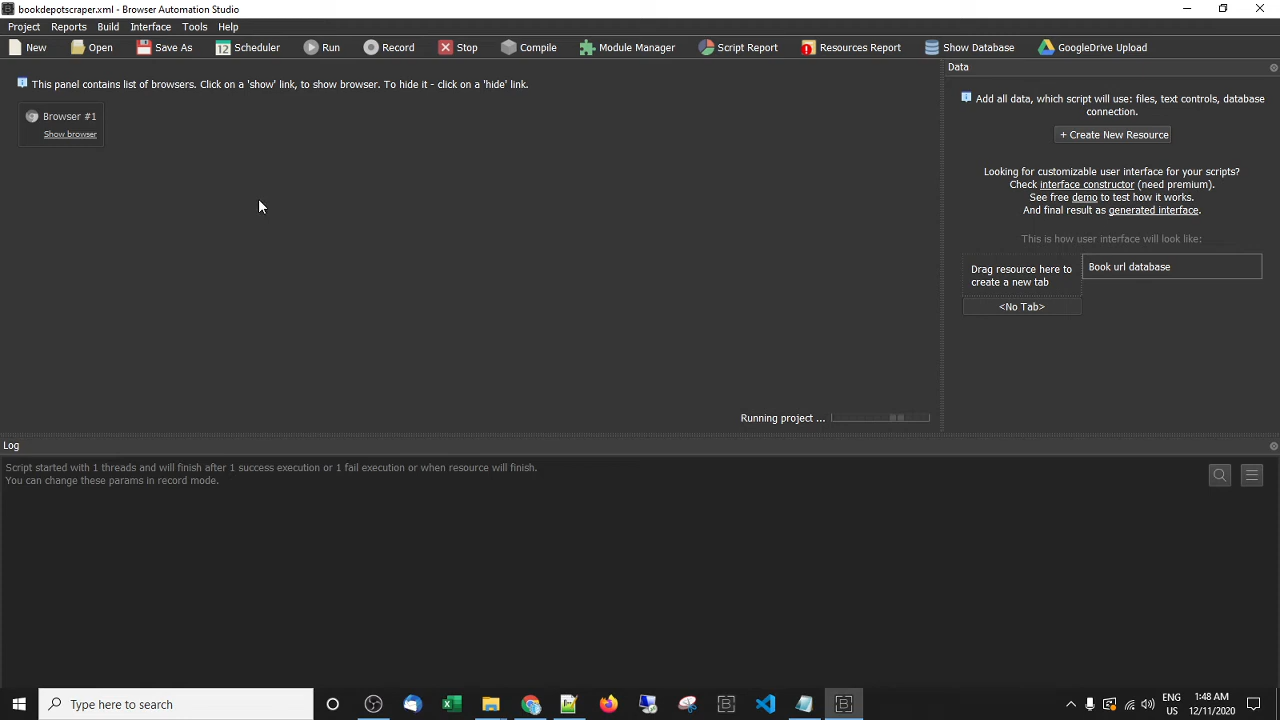 bookdepotscraper.xml - Browser Automation Studio
Project Reports Build Interface Tools Help
New Open Save As 12 Scheduler Run Record Stop Compile Module Manager Script Report Resources Report Show Database GoogleDrive Upload
This panel contains list of browsers. Click on a 'show' link, to show browser. To hide it - click on a 'hide' link.
Browser #1
Show browser
Running project ...
Data
Add all data, which script will use: files, text controls, database
connection.
+ Create New Resource
Looking for customizable user interface for your scripts?
Check interface constructor (need premium).
See free demo to test how it works.
And final result as generated interface.
This is how user interface will look like:
Drag resource here to
create a new tab
<No Tab>
Book url database
Log
Script started with 1 threads and will finish after 1 success execution or 1 fail execution or when resource will finish.
You can change these params in record mode.
Type here to search
ENG
US
1:48 AM
12/11/2020